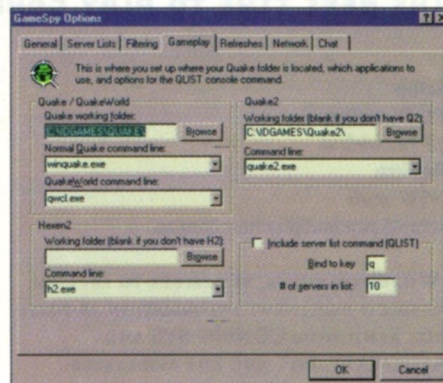 GameSpy Options
General Server Lists Filtering Gameplay Refreshes Network Chat
This is where you set up where your Quake folder is located, which applications to
use, and options for the QLIST console command.
Quake / QuakeWorld
Quake working folder:
C:\IDGAMES\QUAKE\
Browse
Normal Quake command line:
winquake.exe
QuakeWorld command line:
qwcl.exe
Quake2
Working folder (blank if you don't have Q2):
C:\IDGAMES\Quake2\
Browse
Command line:
quake2.exe
Hexen2
Working folder (blank if you don't have H2):
Browse
Command line:
h2.exe
Include server list command (QLIST)
Bind to key
q
# of servers in list:
10
OK
Cancel